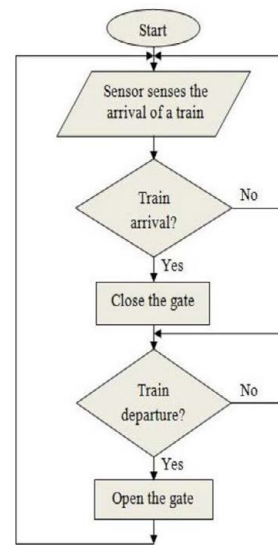 Start
Sensor senses the
arrival of a train
Train
arrival?
No
Yes
Close the gate
Train
departure?
No
Yes
Open the gate